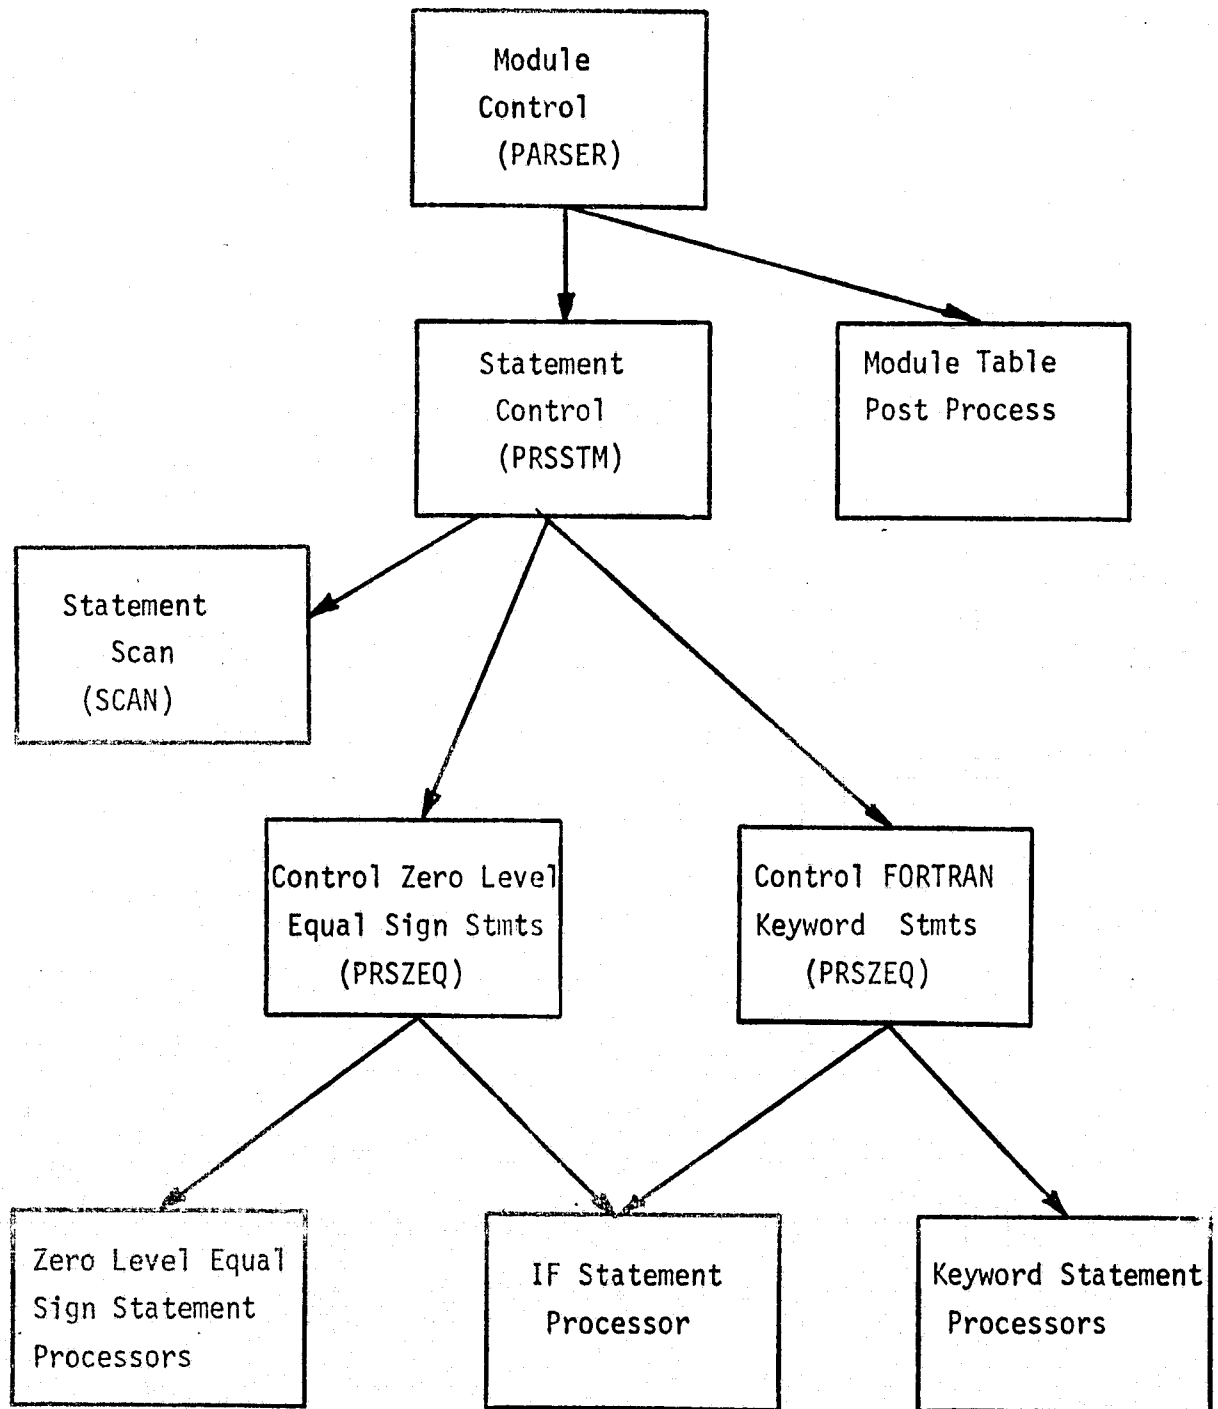 Module
Control
(PARSER)
Statement
Control
(PRSSTM)
Module Table
Post Process
Statement
Scan
(SCAN)
Control Zero Level
Equal Sign Stmts
(PRSZEQ)
Control FORTRAN
Keyword Stmts
(PRSZEQ)
Zero Level Equal
Sign Statement
Processors
IF Statement
Processor
Keyword Statement
Processors